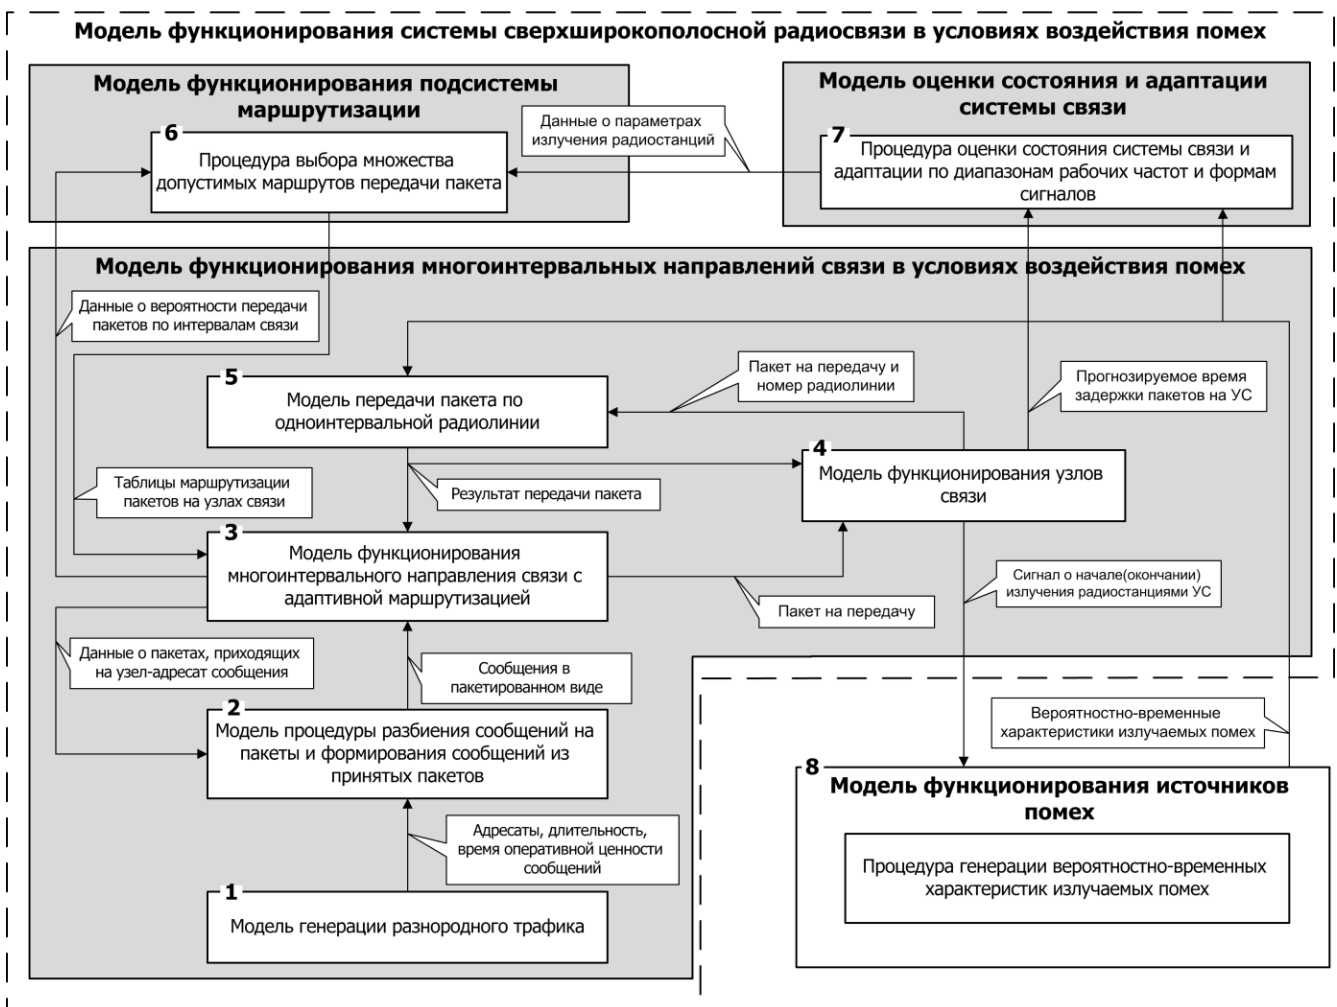 Модель функционирования системы сверхширокополосной радиосвязи в условиях воздействия помех
Модель функционирования подсистемы
маршрутизации
6
Процедура выбора множества
допустимых маршрутов передачи пакета
Данные о параметрах
излучения радиостанций
Модель оценки состояния и адаптации
системы связи
7
Процедура оценки состояния системы связи и
адаптации по диапазонам рабочих частот и формам
сигналов
Модель функционирования многоинтервальных направлений связи в условиях воздействия помех
Данные о вероятности передачи
пакетов по интервалам связи
5
Модель передачи пакета по
одноинтервальной радиолинии
Пакет на передачу и
номер радиолинии
Прогнозируемое время
задержки пакетов на УС
4
Модель функционирования узлов
связи
Таблицы маршрутизации
пакетов на узлах связи
Результат передачи пакета
3
Модель функционирования
многоинтервального направления связи с
адаптивной маршрутизацией
Сигнал о начале(окончании)
излучения радиостанциями УС
Пакет на передачу
Данные о пакетах, приходящих
на узел-адресат сообщения
Сообщения в
пакетированном виде
2
Модель процедуры разбиения сообщений на
пакеты и формирования сообщений из
принятых пакетов
Вероятностно-временные
характеристики излучаемых помех
8
Модель функционирования источников
помех
Процедура генерации вероятностно-временных
характеристик излучаемых помех
Адресаты, длительность,
время оперативной ценности
сообщений
1
Модель генерации разнородного трафика